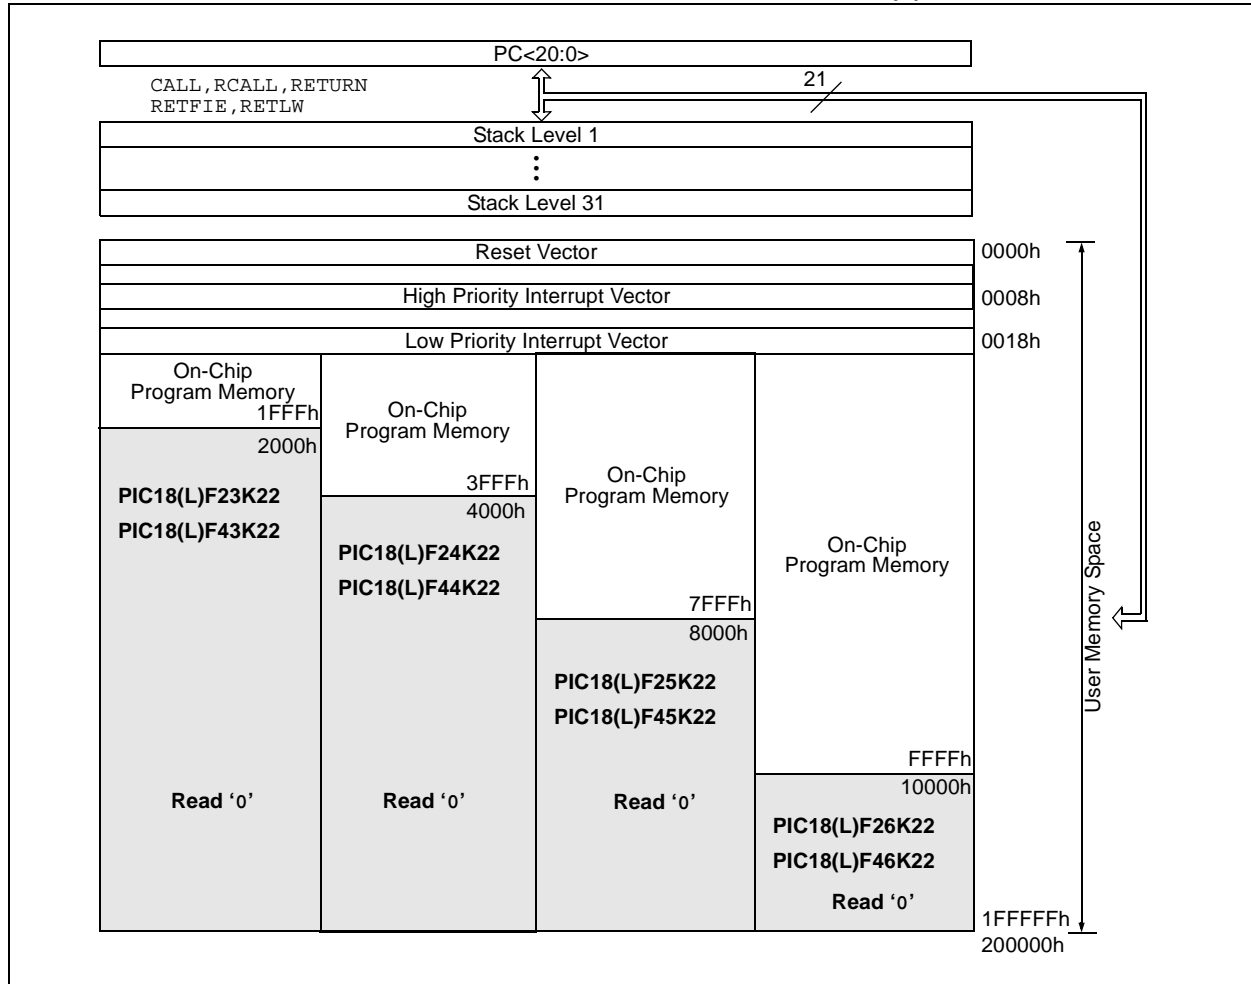 PC<20:0>
CALL,RCALL,RETURN
RETFIE,RETLW
21
Stack Level 1
Stack Level 31
Reset Vector
0000h
High Priority Interrupt Vector
0008h
Low Priority Interrupt Vector
0018h
On-Chip
Program Memory
1FFFh
2000h
PIC18(L)F23K22
PIC18(L)F43K22
Read ‘0’
On-Chip
Program Memory
3FFFh
4000h
PIC18(L)F24K22
PIC18(L)F44K22
Read ‘0’
On-Chip
Program Memory
7FFFh
8000h
PIC18(L)F25K22
PIC18(L)F45K22
Read ‘0’
On-Chip
Program Memory
FFFFh
10000h
PIC18(L)F26K22
PIC18(L)F46K22
Read ‘0’
1FFFFFh
200000h
User Memory Space